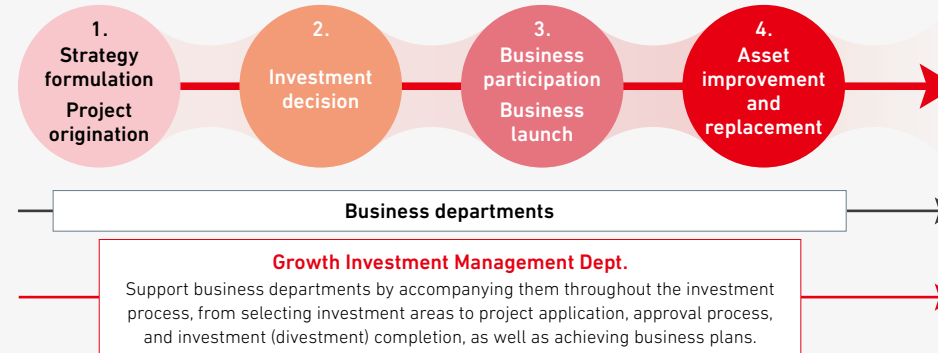 1.
Strategy
formulation
Project
origination
2.
Investment
decision
3.
Business
participation
Business
launch
4.
Asset
improvement
and
replacement
Business departments
Growth Investment Management Dept.
Support business departments by accompanying them throughout the investment
process, from selecting investment areas to project application, approval process,
and investment (divestment) completion, as well as achieving business plans.